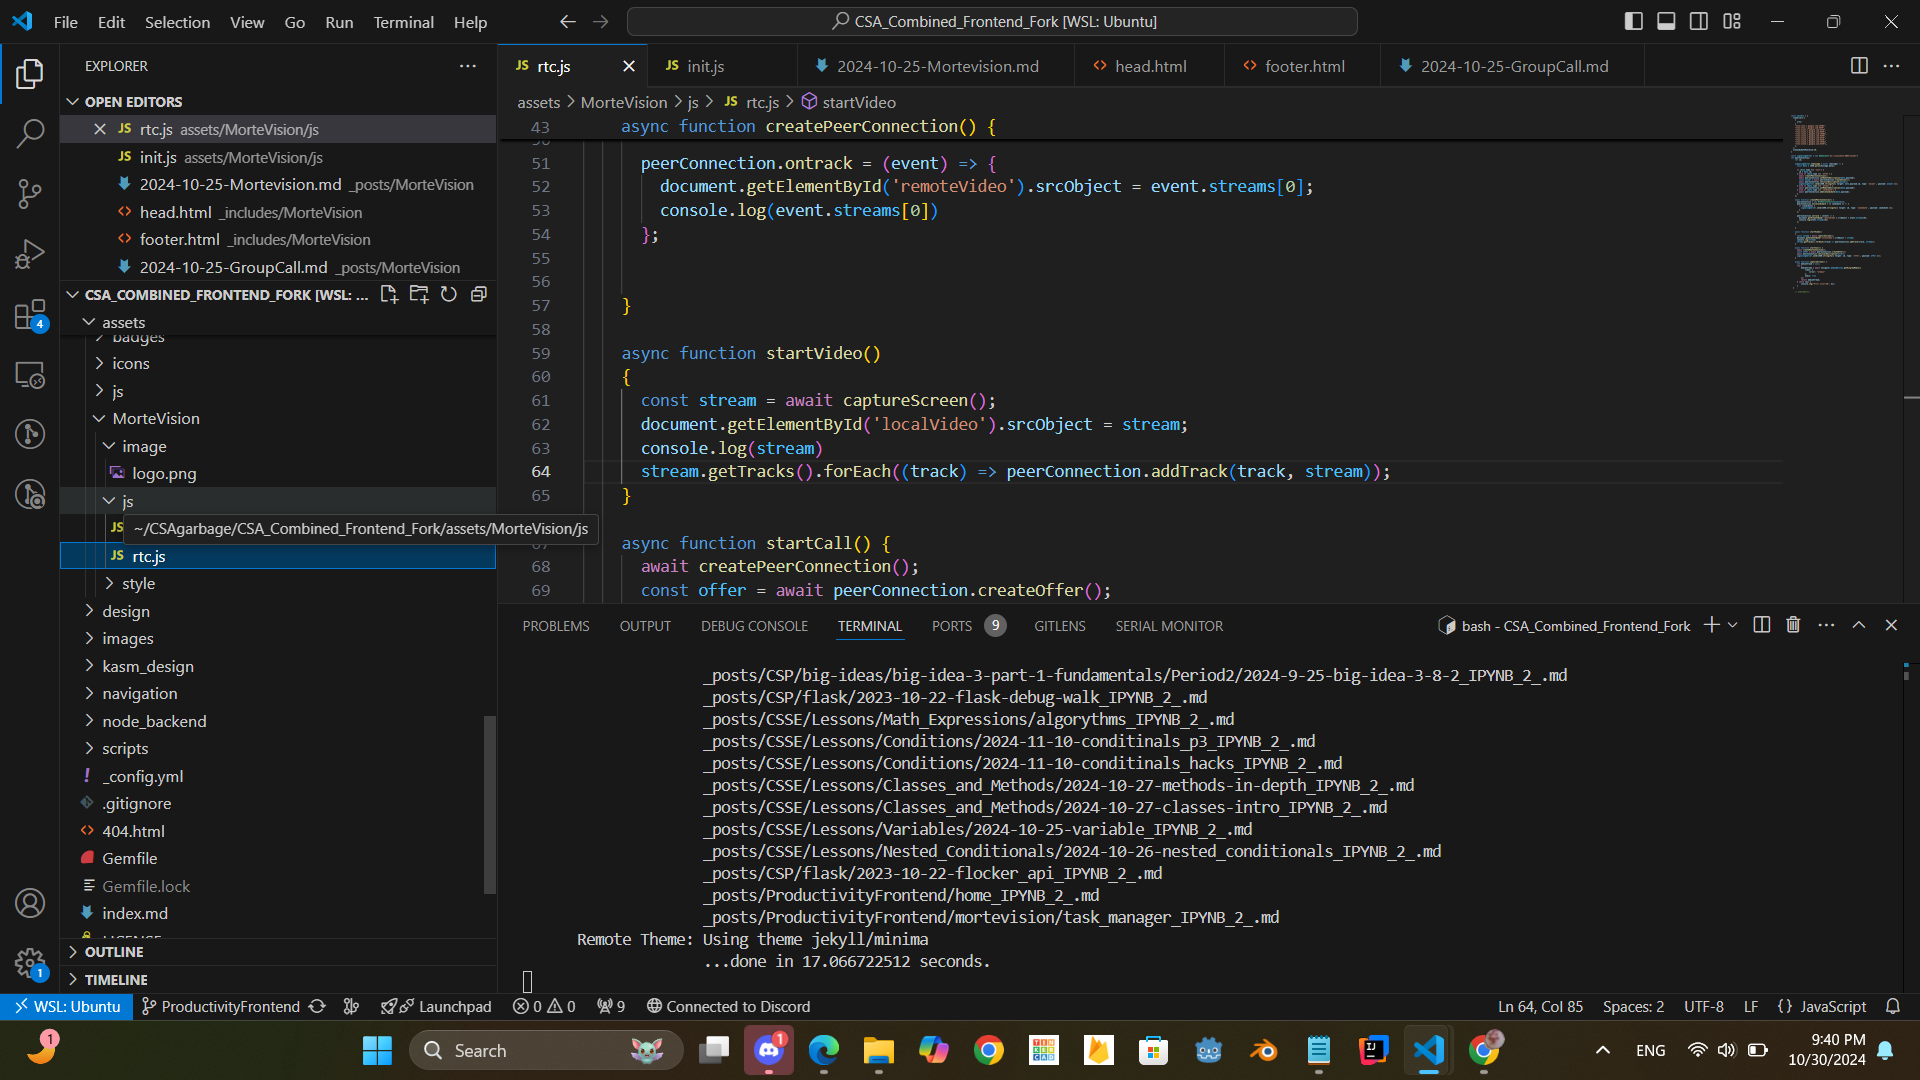 File Edit Selection View Go Run Terminal Help
CSA_Combined_Frontend_Fork [WSL: Ubuntu]
EXPLORER
OPEN EDITORS
JS rtc.js assets/MorteVision/js
JS init.js assets/MorteVision/js
2024-10-25-Mortevision.md _posts/MorteVision
<> head.html _includes/MorteVision
<> footer.html _includes/MorteVision
2024-10-25-GroupCall.md _posts/MorteVision
CSA_COMBINED_FRONTEND_FORK [WSL: ...
assets
badges
icons
js
MorteVision
image
logo.png
js
JS
~/CSAgarbage/CSA_Combined_Frontend_Fork/assets/MorteVision/js
JS rtc.js
style
design
images
kasm_design
navigation
node_backend
scripts
! _config.yml
.gitignore
<> 404.html
Gemfile
Gemfile.lock
index.md
OUTLINE
TIMELINE
4
1
JS rtc.js
JS init.js
2024-10-25-Mortevision.md
<> head.html
<> footer.html
2024-10-25-GroupCall.md
assets > MorteVision > js > JS rtc.js > startVideo
43 async function createPeerConnection() {
51 peerConnection.ontrack = (event) => {
52 document.getElementById('remoteVideo').srcObject = event.streams[0];
53 console.log(event.streams[0])
54 };
55
56
57 }
58
59 async function startVideo()
60 {
61 const stream = await captureScreen();
62 document.getElementById('localVideo').srcObject = stream;
63 console.log(stream)
64 stream.getTracks().forEach((track) => peerConnection.addTrack(track, stream));
65 }
67 async function startCall() {
68 await createPeerConnection();
69 const offer = await peerConnection.createOffer();
PROBLEMS OUTPUT DEBUG CONSOLE TERMINAL PORTS 9 GITLENS SERIAL MONITOR
bash - CSA_Combined_Frontend_Fork
_posts/CSP/big-ideas/big-idea-3-part-1-fundamentals/Period2/2024-9-25-big-idea-3-8-2_IPYNB_2_.md
_posts/CSP/flask/2023-10-22-flask-debug-walk_IPYNB_2_.md
_posts/CSSE/Lessons/Math_Expressions/algorythms_IPYNB_2_.md
_posts/CSSE/Lessons/Conditions/2024-11-10-conditinals_p3_IPYNB_2_.md
_posts/CSSE/Lessons/Conditions/2024-11-10-conditinals_hacks_IPYNB_2_.md
_posts/CSSE/Lessons/Classes_and_Methods/2024-10-27-methods-in-depth_IPYNB_2_.md
_posts/CSSE/Lessons/Classes_and_Methods/2024-10-27-classes-intro_IPYNB_2_.md
_posts/CSSE/Lessons/Variables/2024-10-25-variable_IPYNB_2_.md
_posts/CSSE/Lessons/Nested_Conditionals/2024-10-26-nested_conditionals_IPYNB_2_.md
_posts/CSP/flask/2023-10-22-flocker_api_IPYNB_2_.md
_posts/ProductivityFrontend/home_IPYNB_2_.md
_posts/ProductivityFrontend/mortevision/task_manager_IPYNB_2_.md
Remote Theme: Using theme jekyll/minima
...done in 17.066722512 seconds.
WSL: Ubuntu ProductivityFrontend Launchpad 0 0 9 Connected to Discord
Ln 64, Col 85 Spaces: 2 UTF-8 LF {} JavaScript
1
Search
1
ENG
9:40 PM
10/30/2024